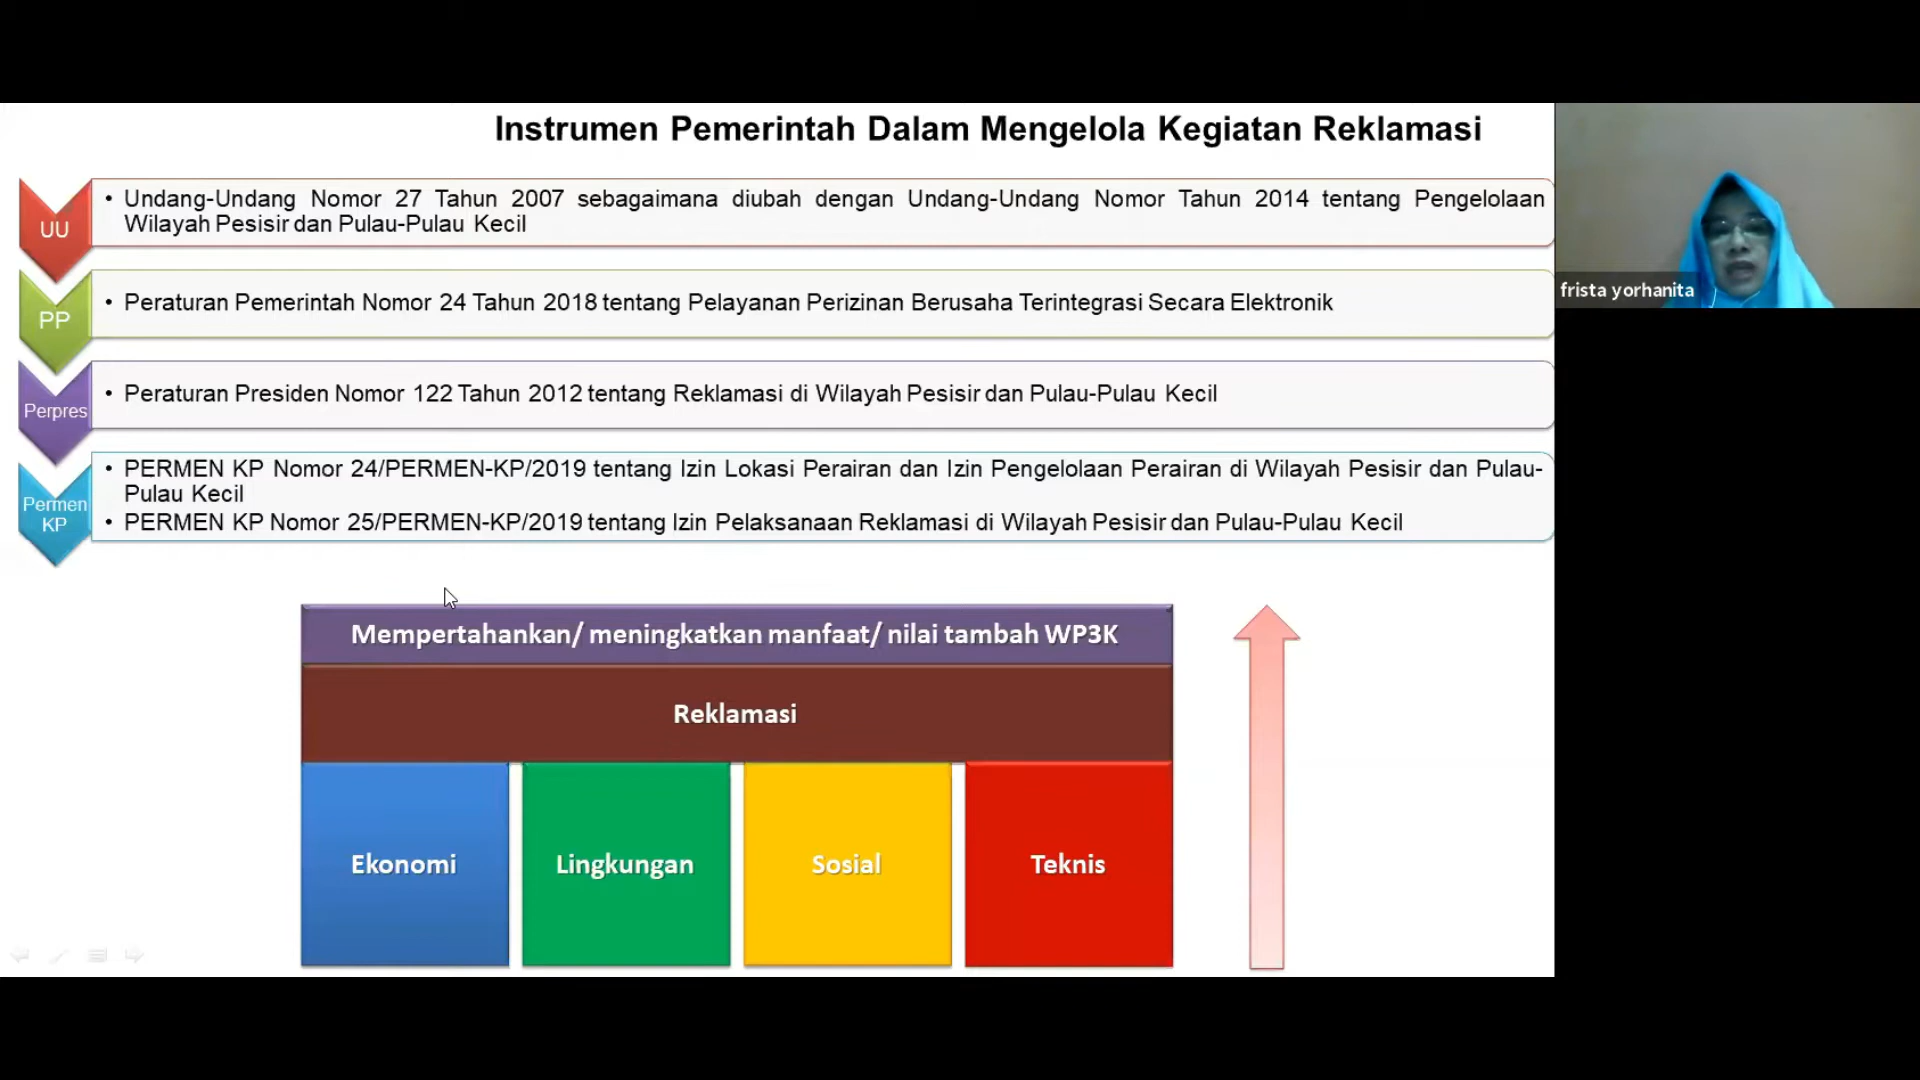 Instrumen Pemerintah Dalam Mengelola Kegiatan Reklamasi
UU
• Undang-Undang Nomor 27 Tahun 2007 sebagaimana diubah dengan Undang-Undang Nomor Tahun 2014 tentang Pengelolaan
Wilayah Pesisir dan Pulau-Pulau Kecil
PP
• Peraturan Pemerintah Nomor 24 Tahun 2018 tentang Pelayanan Perizinan Berusaha Terintegrasi Secara Elektronik
Perpres
• Peraturan Presiden Nomor 122 Tahun 2012 tentang Reklamasi di Wilayah Pesisir dan Pulau-Pulau Kecil
Permen
KP
• PERMEN KP Nomor 24/PERMEN-KP/2019 tentang Izin Lokasi Perairan dan Izin Pengelolaan Perairan di Wilayah Pesisir dan Pulau-
Pulau Kecil
• PERMEN KP Nomor 25/PERMEN-KP/2019 tentang Izin Pelaksanaan Reklamasi di Wilayah Pesisir dan Pulau-Pulau Kecil
Mempertahankan/ meningkatkan manfaat/ nilai tambah WP3K
Reklamasi
Ekonomi
Lingkungan
Sosial
Teknis
frista yorhanita